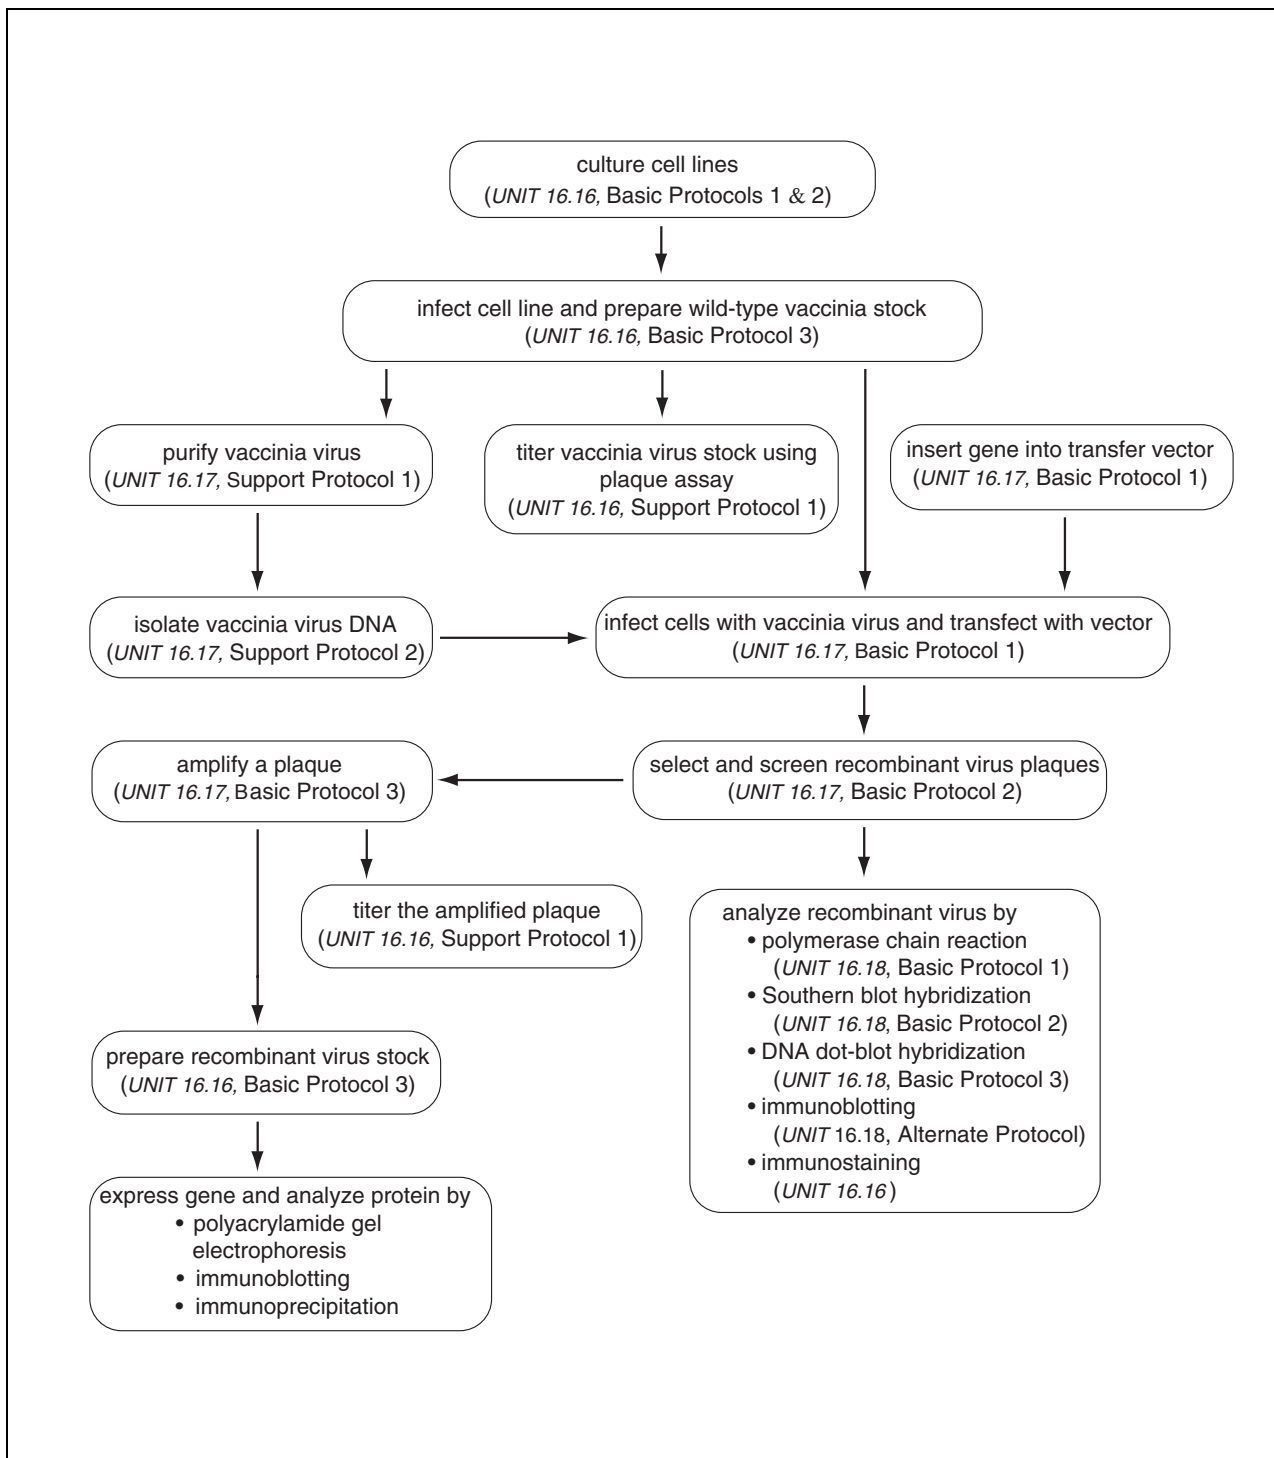 culture cell lines
(UNIT 16.16, Basic Protocols 1 & 2)
infect cell line and prepare wild-type vaccinia stock
(UNIT 16.16, Basic Protocol 3)
purify vaccinia virus
(UNIT 16.17, Support Protocol 1)
titer vaccinia virus stock using
plaque assay
(UNIT 16.16, Support Protocol 1)
insert gene into transfer vector
(UNIT 16.17, Basic Protocol 1)
isolate vaccinia virus DNA
(UNIT 16.17, Support Protocol 2)
infect cells with vaccinia virus and transfect with vector
(UNIT 16.17, Basic Protocol 1)
amplify a plaque
(UNIT 16.17, Basic Protocol 3)
select and screen recombinant virus plaques
(UNIT 16.17, Basic Protocol 2)
titer the amplified plaque
(UNIT 16.16, Support Protocol 1)
analyze recombinant virus by
• polymerase chain reaction
(UNIT 16.18, Basic Protocol 1)
• Southern blot hybridization
(UNIT 16.18, Basic Protocol 2)
• DNA dot-blot hybridization
(UNIT 16.18, Basic Protocol 3)
• immunoblotting
(UNIT 16.18, Alternate Protocol)
• immunostaining
(UNIT 16.16)
prepare recombinant virus stock
(UNIT 16.16, Basic Protocol 3)
express gene and analyze protein by
• polyacrylamide gel
electrophoresis
• immunoblotting
• immunoprecipitation